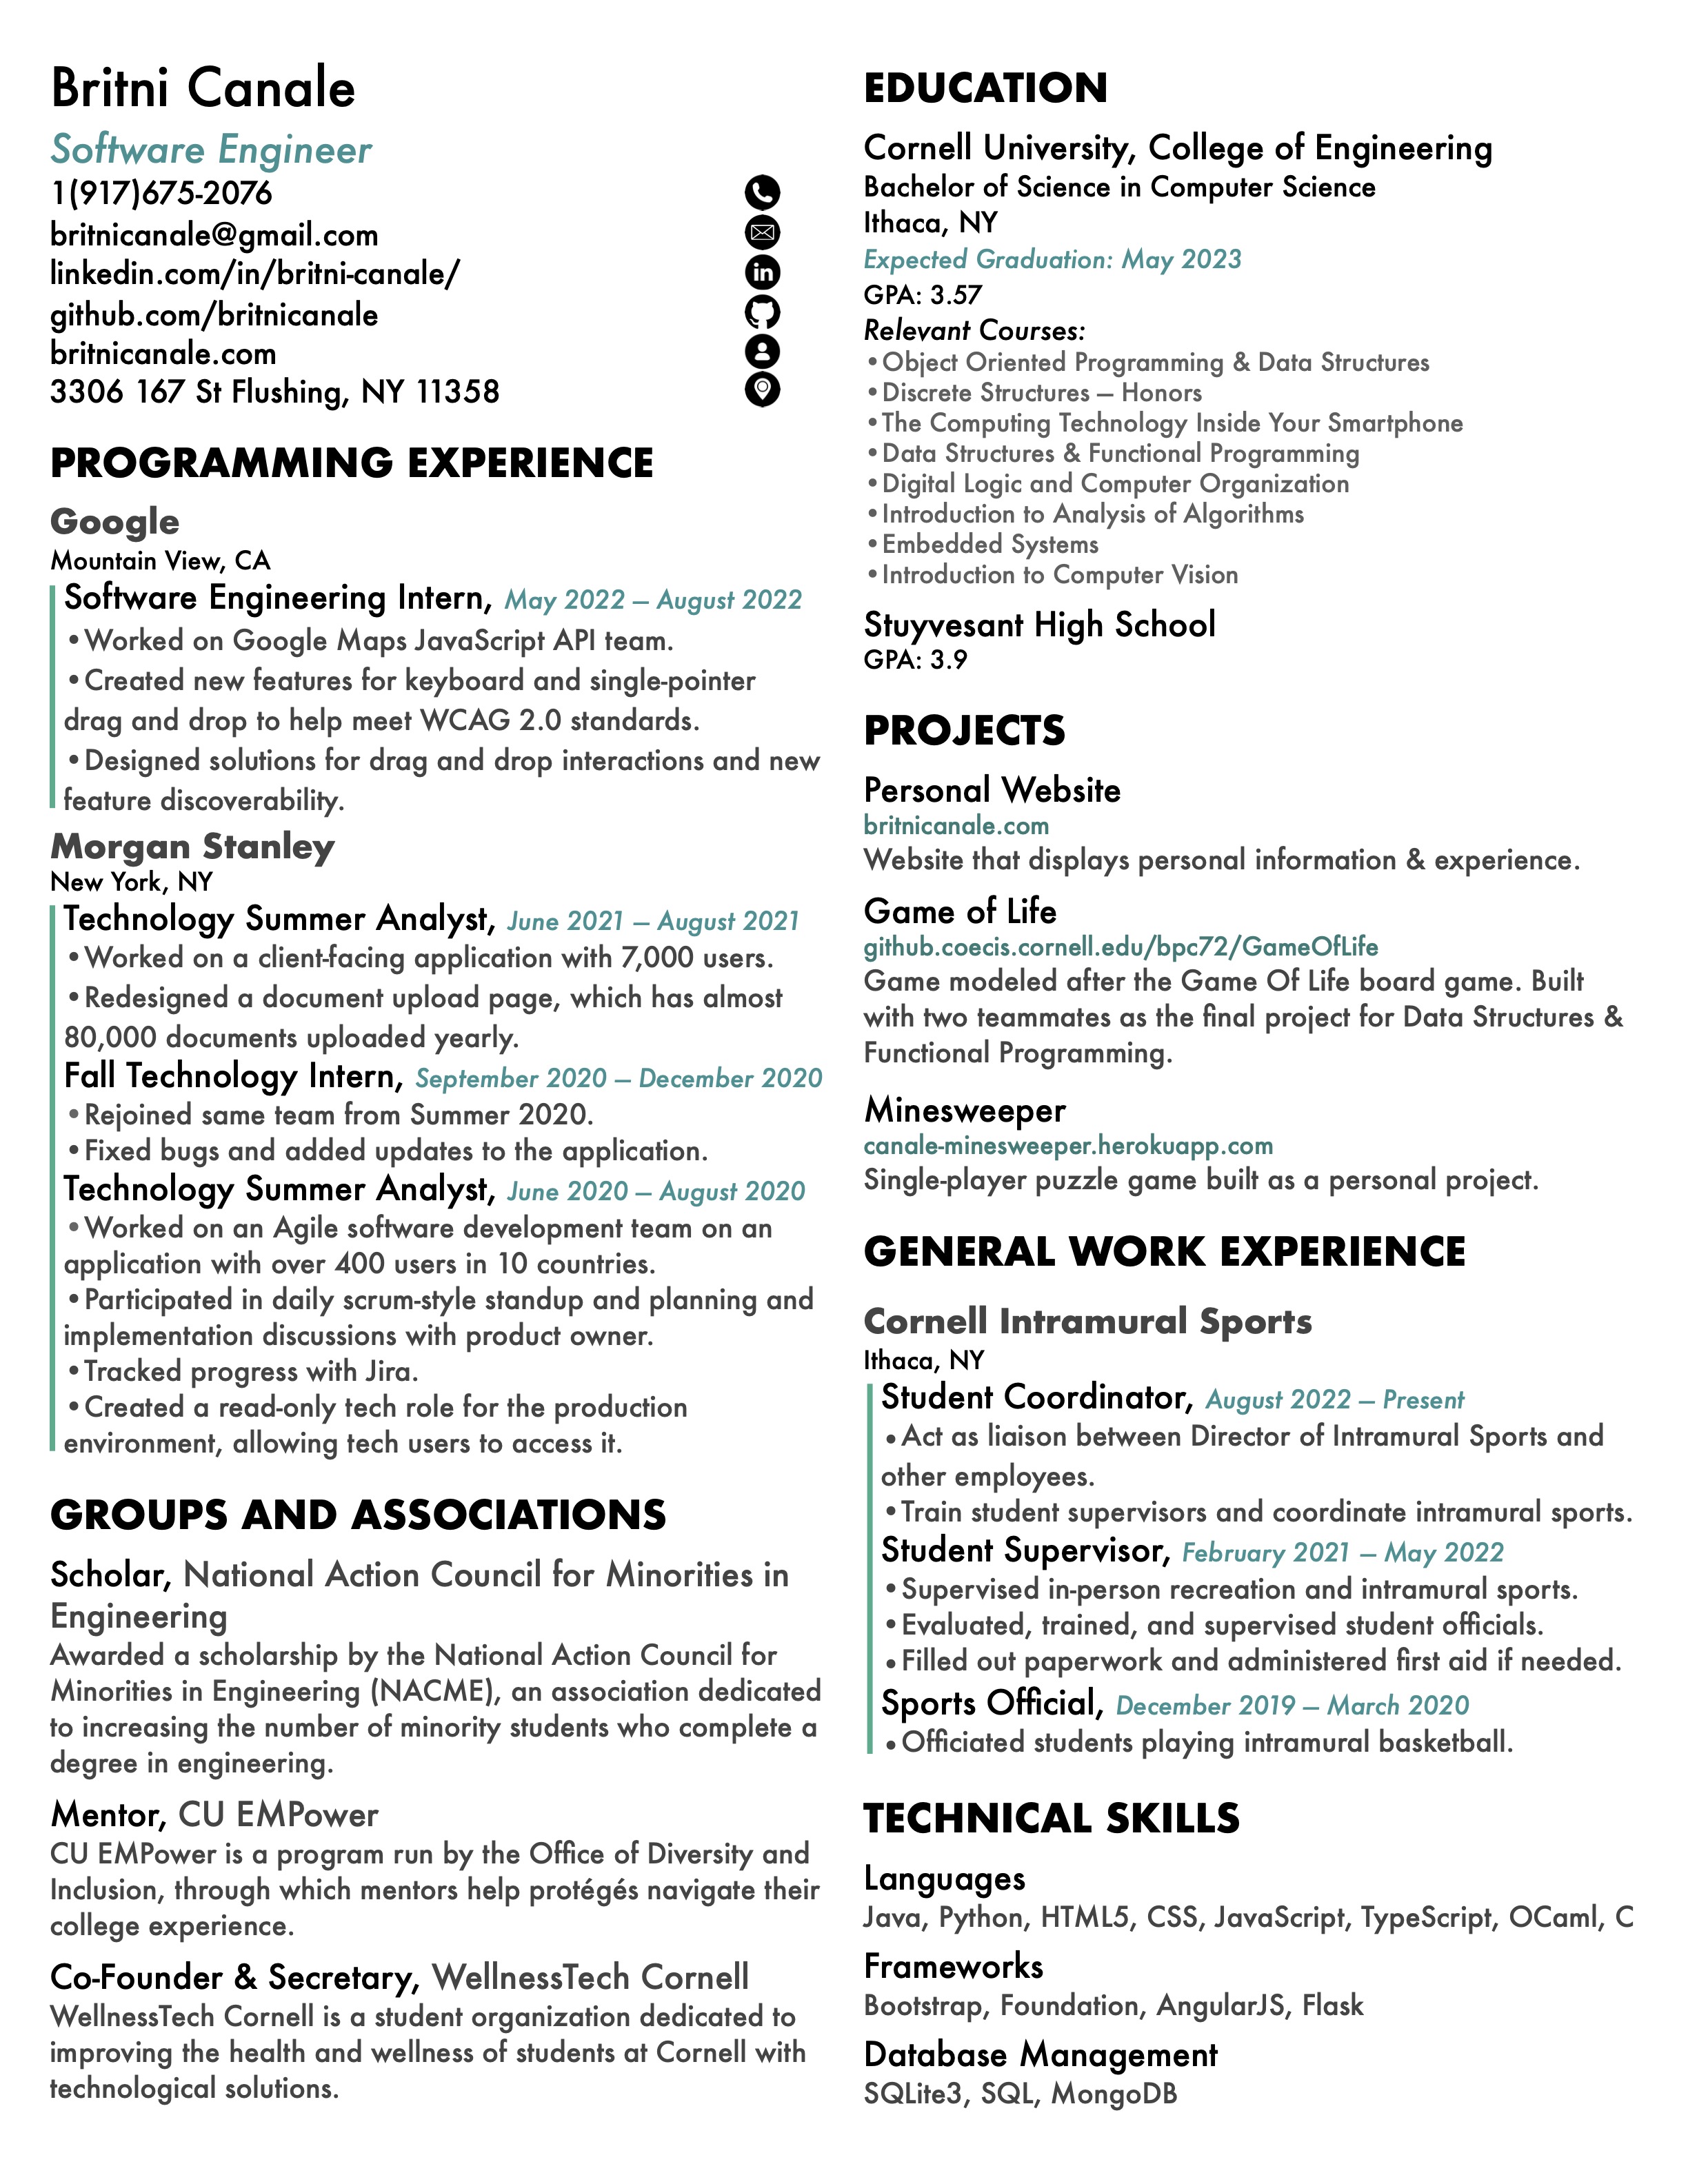 Britni Canale
Software Engineer
1(917)675-2076
britnicanale@gmail.com
linkedin.com/in/britni-canale/
github.com/britnicanale
britnicanale.com
3306 167 St Flushing, NY 11358
PROGRAMMING EXPERIENCE
Google
Mountain View, CA
Software Engineering Intern, May 2022 – August 2022
•Worked on Google Maps JavaScript API team.
•Created new features for keyboard and single-pointer
drag and drop to help meet WCAG 2.0 standards.
•Designed solutions for drag and drop interactions and new
feature discoverability.
Morgan Stanley
New York, NY
Technology Summer Analyst, June 2021 – August 2021
•Worked on a client-facing application with 7,000 users.
•Redesigned a document upload page, which has almost
80,000 documents uploaded yearly.
Fall Technology Intern, September 2020 – December 2020
•Rejoined same team from Summer 2020.
•Fixed bugs and added updates to the application.
Technology Summer Analyst, June 2020 – August 2020
•Worked on an Agile software development team on an
application with over 400 users in 10 countries.
•Participated in daily scrum-style standup and planning and
implementation discussions with product owner.
•Tracked progress with Jira.
•Created a read-only tech role for the production
environment, allowing tech users to access it.
GROUPS AND ASSOCIATIONS
Scholar, National Action Council for Minorities in
Engineering
Awarded a scholarship by the National Action Council for
Minorities in Engineering (NACME), an association dedicated
to increasing the number of minority students who complete a
degree in engineering.
Mentor, CU EMPower
CU EMPower is a program run by the Office of Diversity and
Inclusion, through which mentors help protégés navigate their
college experience.
Co-Founder & Secretary, WellnessTech Cornell
WellnessTech Cornell is a student organization dedicated to
improving the health and wellness of students at Cornell with
technological solutions.
EDUCATION
Cornell University, College of Engineering
Bachelor of Science in Computer Science
Ithaca, NY
Expected Graduation: May 2023
GPA: 3.57
Relevant Courses:
•Object Oriented Programming & Data Structures
•Discrete Structures – Honors
•The Computing Technology Inside Your Smartphone
•Data Structures & Functional Programming
•Digital Logic and Computer Organization
•Introduction to Analysis of Algorithms
•Embedded Systems
•Introduction to Computer Vision
Stuyvesant High School
GPA: 3.9
PROJECTS
Personal Website
britnicanale.com
Website that displays personal information & experience.
Game of Life
github.coecis.cornell.edu/bpc72/GameOfLife
Game modeled after the Game Of Life board game. Built
with two teammates as the final project for Data Structures &
Functional Programming.
Minesweeper
canale-minesweeper.herokuapp.com
Single-player puzzle game built as a personal project.
GENERAL WORK EXPERIENCE
Cornell Intramural Sports
Ithaca, NY
Student Coordinator, August 2022 – Present
•Act as liaison between Director of Intramural Sports and
other employees.
•Train student supervisors and coordinate intramural sports.
Student Supervisor, February 2021 – May 2022
•Supervised in-person recreation and intramural sports.
•Evaluated, trained, and supervised student officials.
•Filled out paperwork and administered first aid if needed.
Sports Official, December 2019 – March 2020
•Officiated students playing intramural basketball.
TECHNICAL SKILLS
Languages
Java, Python, HTML5, CSS, JavaScript, TypeScript, OCaml, C
Frameworks
Bootstrap, Foundation, AngularJS, Flask
Database Management
SQLite3, SQL, MongoDB